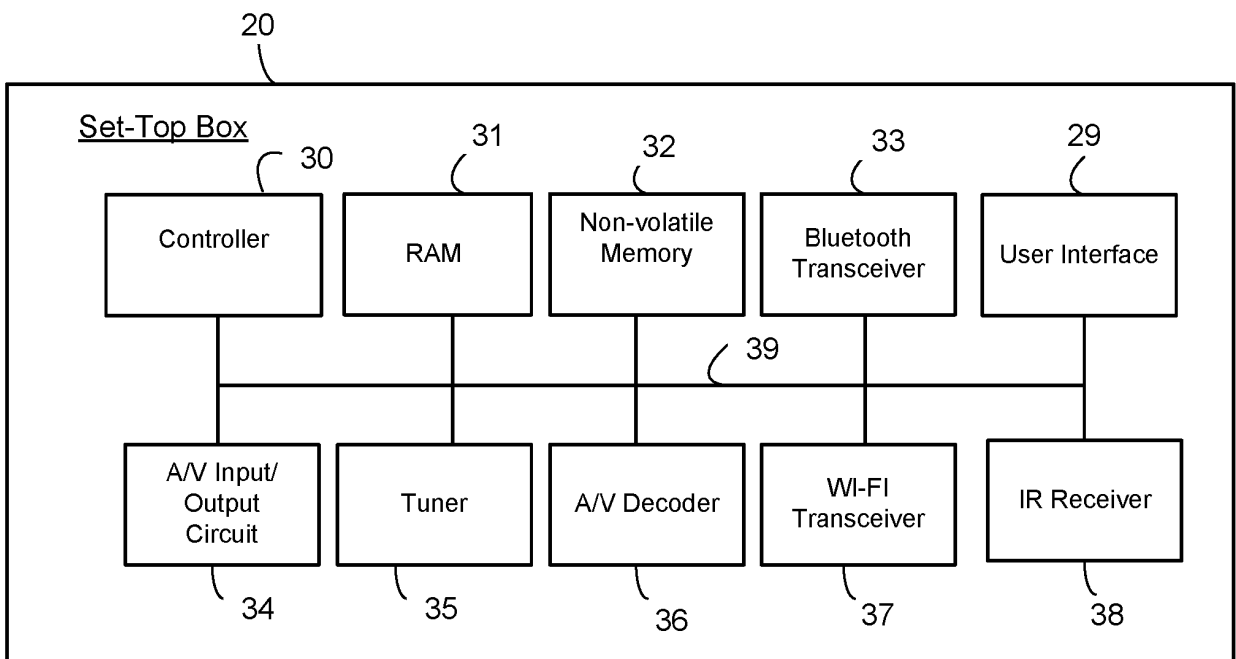 20
Set-Top Box
30
31
32
33
29
Controller
RAM
Non-volatile
Memory
Bluetooth
Transceiver
User Interface
39
A/V Input/
Output
Circuit
Tuner
A/V Decoder
WI-FI
Transceiver
IR Receiver
34
35
36
37
38